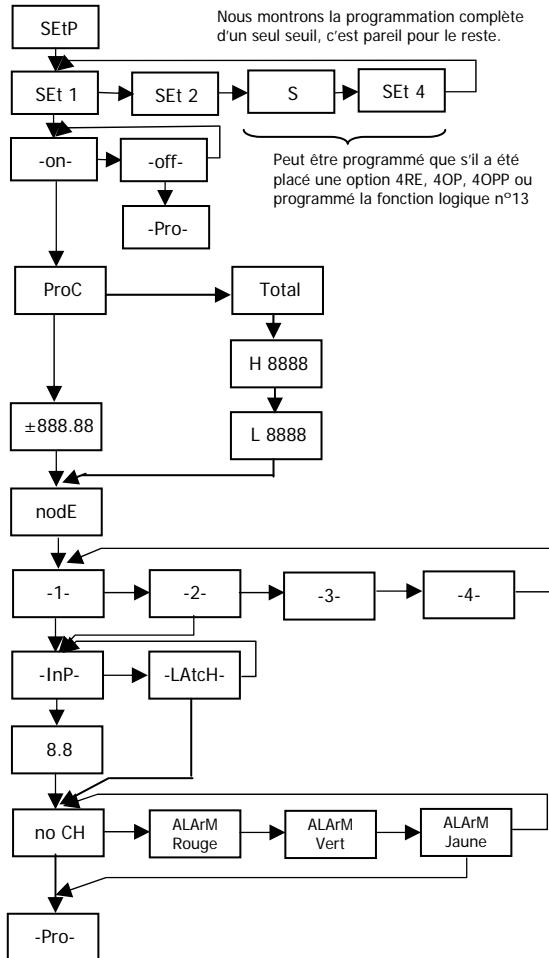 SEtP
Nous montrons la programmation complète
d'un seul seuil, c'est pareil pour le reste.
SEt 1
SEt 2
S
SEt 4
-on-
-off-
Peut être programmé que s'il a été
placé une option 4RE, 4OP, 4OPP ou
programmé la fonction logique nº13
-Pro-
ProC
Total
H 8888
±888.88
L 8888
nodE
-1-
-2-
-3-
-4-
-InP-
-LAtcH-
8.8
no CH
ALArM
Rouge
ALArM
Vert
ALArM
Jaune
-Pro-